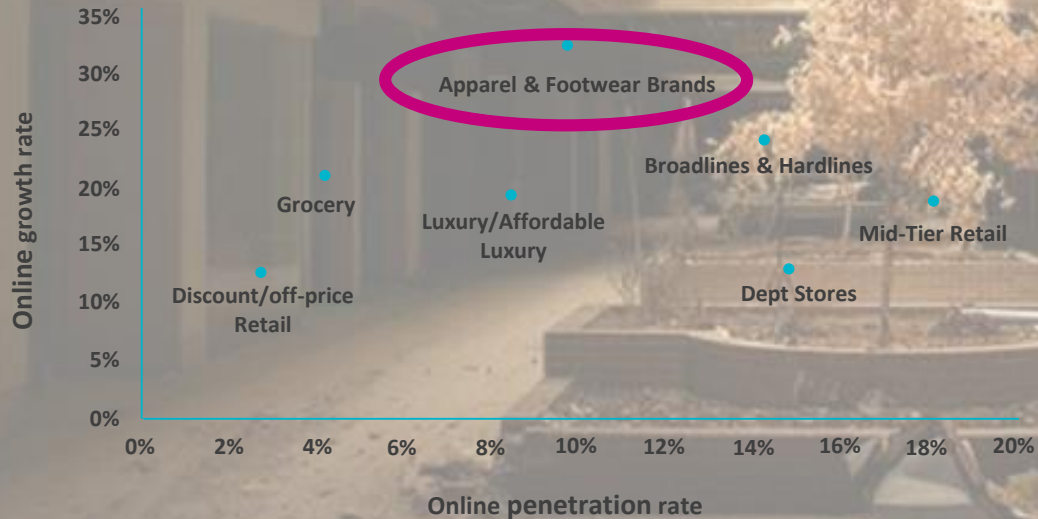 35%
30%
25%
20%
15%
10%
5%
0%
Online growth rate
Apparel & Footwear Brands
Broadlines & Hardlines
Grocery
Luxury/Affordable
Luxury
Mid-Tier Retail
Discount/off-price
Retail
Dept Stores
0%
2%
4%
6%
8%
10%
12%
14%
16%
18%
20%
Online penetration rate